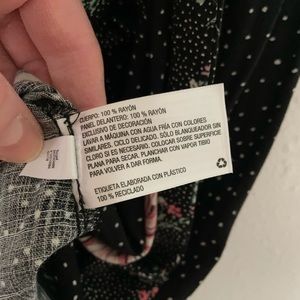 CUERPO: 100 % RAYÓN
PANEL DELANTERO: 100 % RAYÓN
EXCLUSIVO DE DECORACIÓN
LAVAR A MÁQUINA CON AGUA FRÍA CON COLORES
SIMILARES, CICLO DELICADO. SÓLO BLANQUEADOR SIN
CLORO SI ES NECESARIO. COLOCAR SOBRE SUPERFICIE
PLANA PARA SECAR. PLANCHAR CON VAPOR TIBIO
PARA VOLVER A DAR FORMA.
ETIQUETA ELABORADA CON PLÁSTICO
100 % RECICLADO